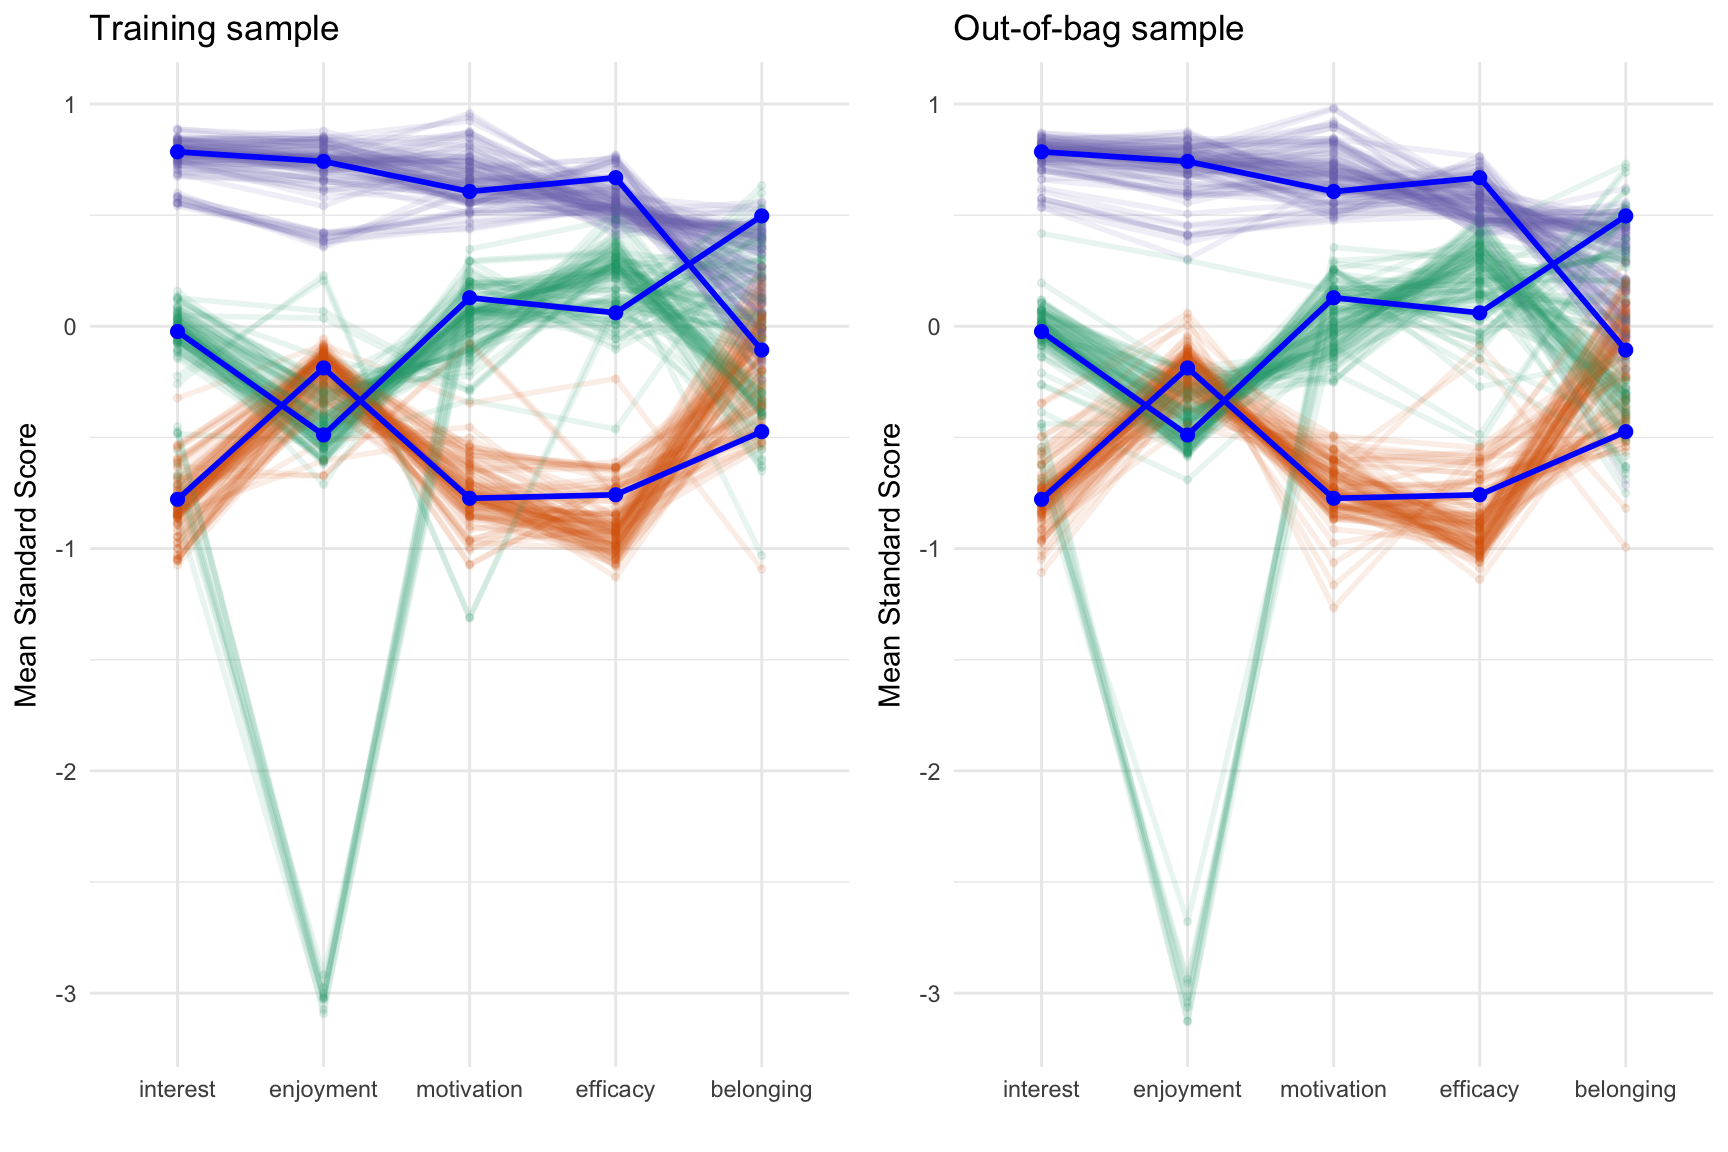 Training sample
Mean Standard Score
1
0
-1
-2
-3
interest enjoyment motivation efficacy belonging
Out-of-bag sample
Mean Standard Score
1
0
-1
-2
-3
interest enjoyment motivation efficacy belonging